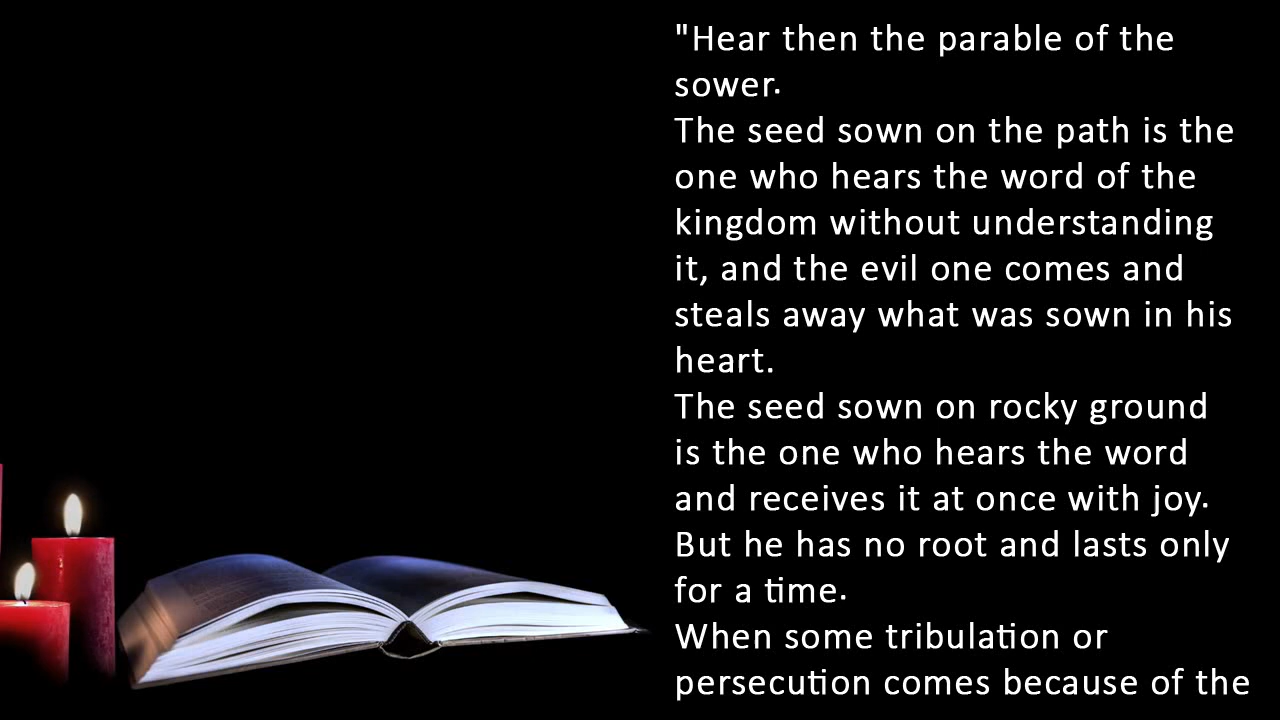 "Hear then the parable of the
sower.
The seed sown on the path is the
one who hears the word of the
kingdom without understanding
it, and the evil one comes and
steals away what was sown in his
heart.
The seed sown on rocky ground
is the one who hears the word
and receives it at once with joy.
But he has no root and lasts only
for a time.
When some tribulation or
persecution comes because of the